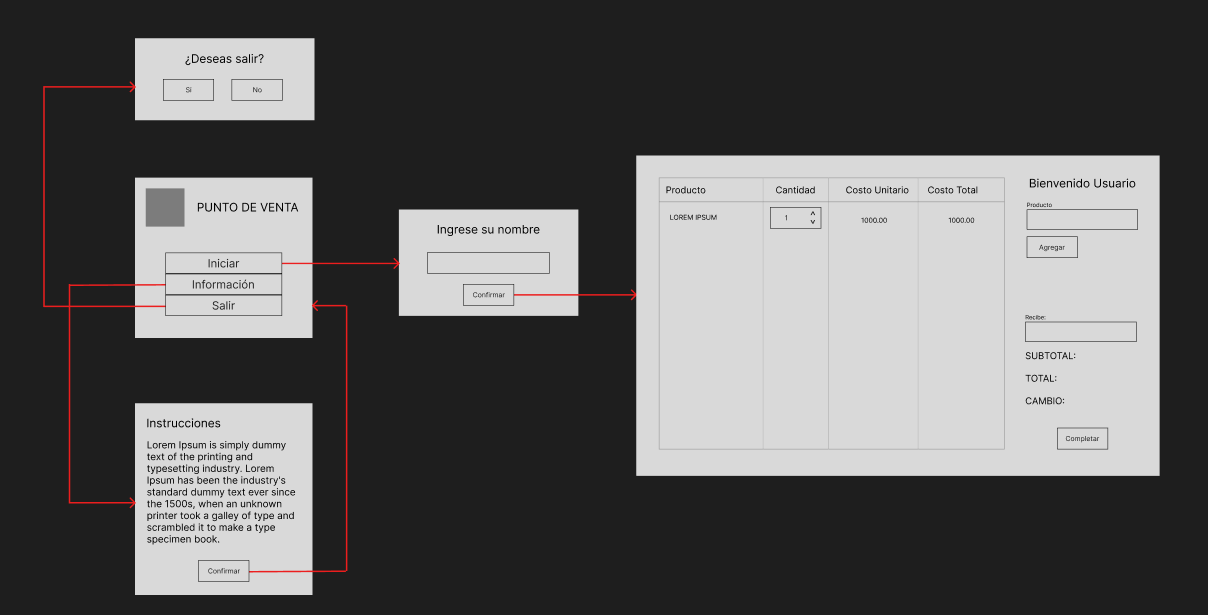 ¿Deseas salir?
Sí No
PUNTO DE VENTA
Iniciar
Información
Salir
Instrucciones
Lorem Ipsum is simply dummy
text of the printing and
typesetting industry. Lorem
Ipsum has been the industry's
standard dummy text ever since
the 1500s, when an unknown
printer took a galley of type and
scrambled it to make a type
specimen book.
Confirmar
Ingrese su nombre
Confirmar
Producto Cantidad Costo Unitario Costo Total
LOREM IPSUM 1 1000.00 1000.00
Bienvenido Usuario
Producto
Agregar
Recibe:
SUBTOTAL:
TOTAL:
CAMBIO:
Completar